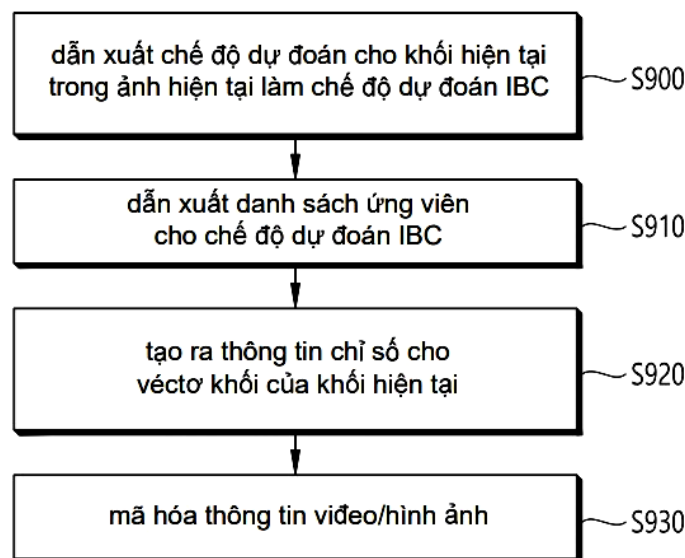 dẫn xuất chế độ dự đoán cho khối hiện tại
trong ảnh hiện tại làm chế độ dự đoán IBC
S900
dẫn xuất danh sách ứng viên
cho chế độ dự đoán IBC
S910
tạo ra thông tin chỉ số cho
véctơ khối của khối hiện tại
S920
mã hóa thông tin viđeo/hình ảnh
S930